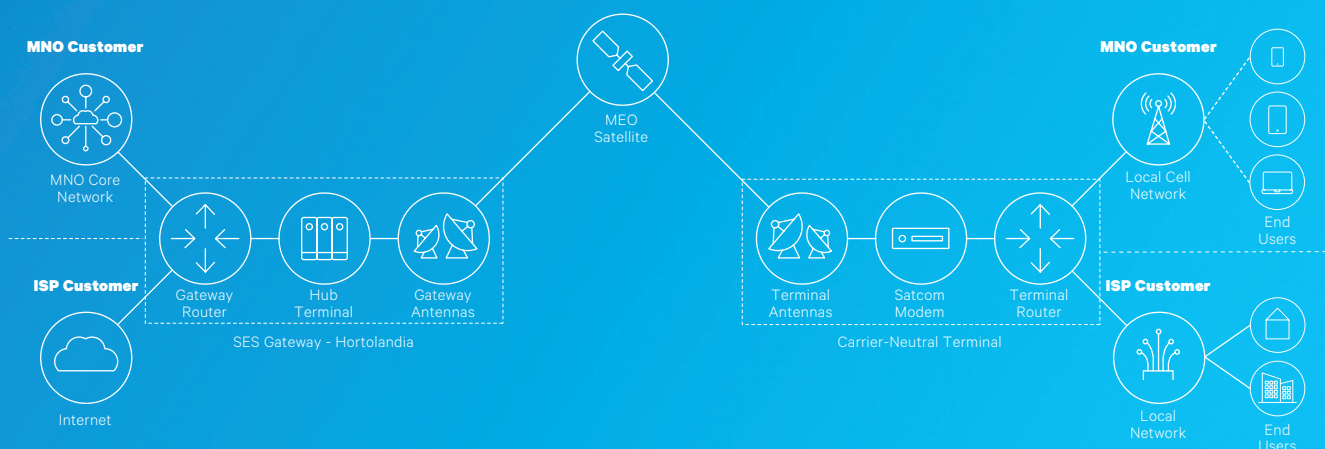 MNO Customer
MNO Core
Network
ISP Customer
Internet
Gateway
Router
Hub
Terminal
Gateway
Antennas
SES Gateway - Hortolandia
MEO
Satellite
Terminal
Antennas
Satcom
Modem
Terminal
Router
Carrier-Neutral Terminal
MNO Customer
Local Cell
Network
End
Users
ISP Customer
Local
Network
End
Users